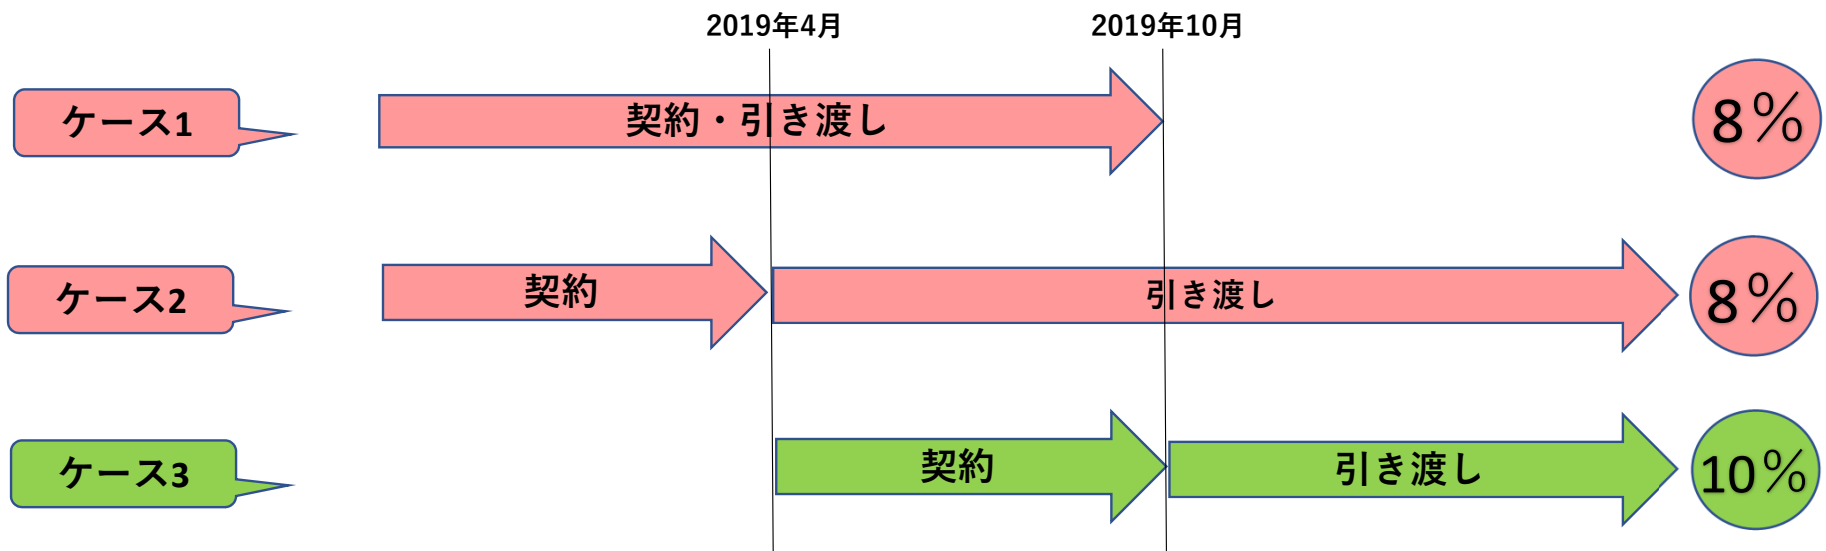 2019年4月 2019年10月
ケース1 契約・引き渡し 8%
ケース2 契約 引き渡し 8%
ケース3 契約 引き渡し 10%